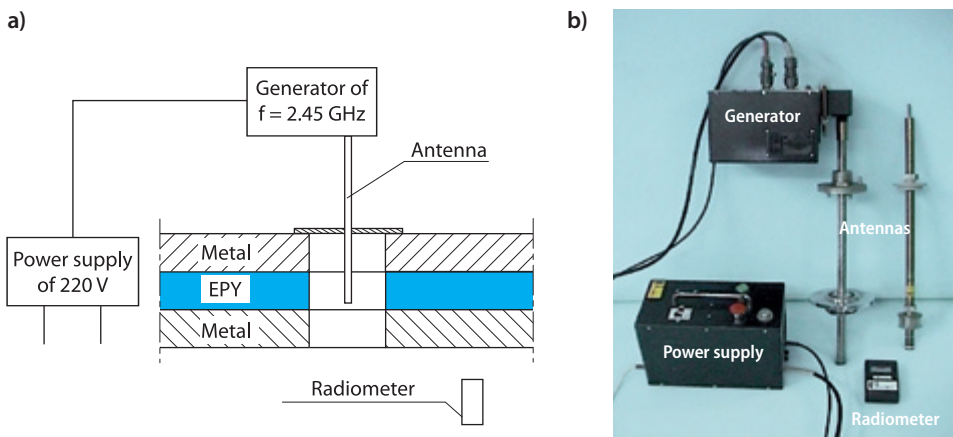 a)
Generator of
f = 2.45 GHz
Antenna
Power supply
of 220 V
Metal
EPY
Metal
Radiometer
b)
Generator
Antennas
Power supply
Radiometer